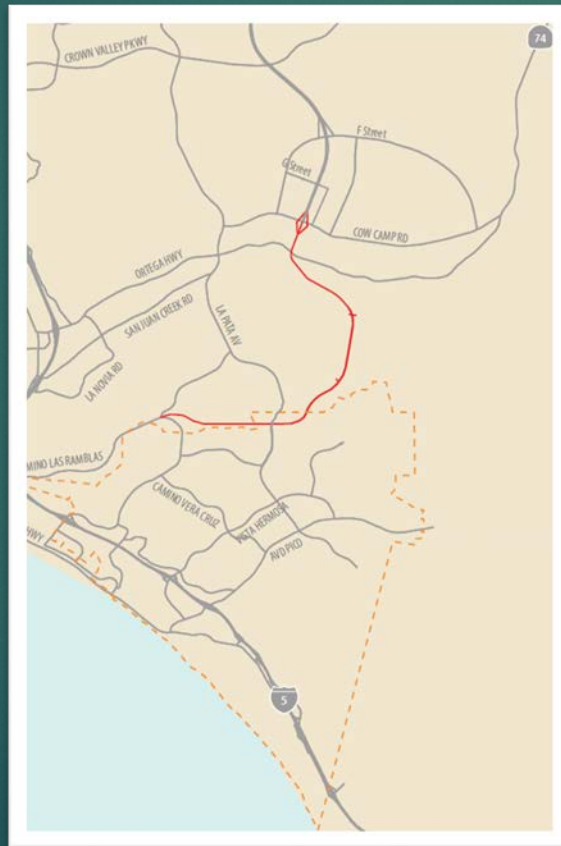 74
CROWN VALLEY PKWY
F Street
G Street
COW CAMP RD
ORTEGA HWY
SAN JUAN CREEK RD
LA PATA AV
LA NOVIA RD
MINO LAS RAMBLAS
CAMINO VERA CRUZ
VISTA HERMOSA
HWY
AVD PICO
5